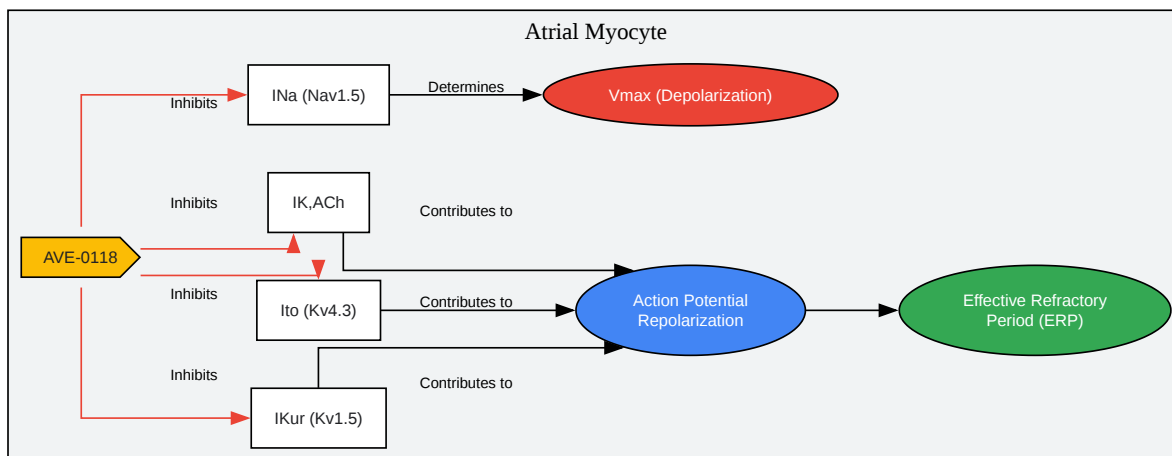 Atrial Myocyte
Inhibits
INa (Nav1.5)
Determines
Vmax (Depolarization)
Inhibits
IK,ACh
Contributes to
AVE-0118
Inhibits
Ito (Kv4.3)
Contributes to
Action Potential
Repolarization
Effective Refractory
Period (ERP)
Inhibits
IKur (Kv1.5)
Contributes to